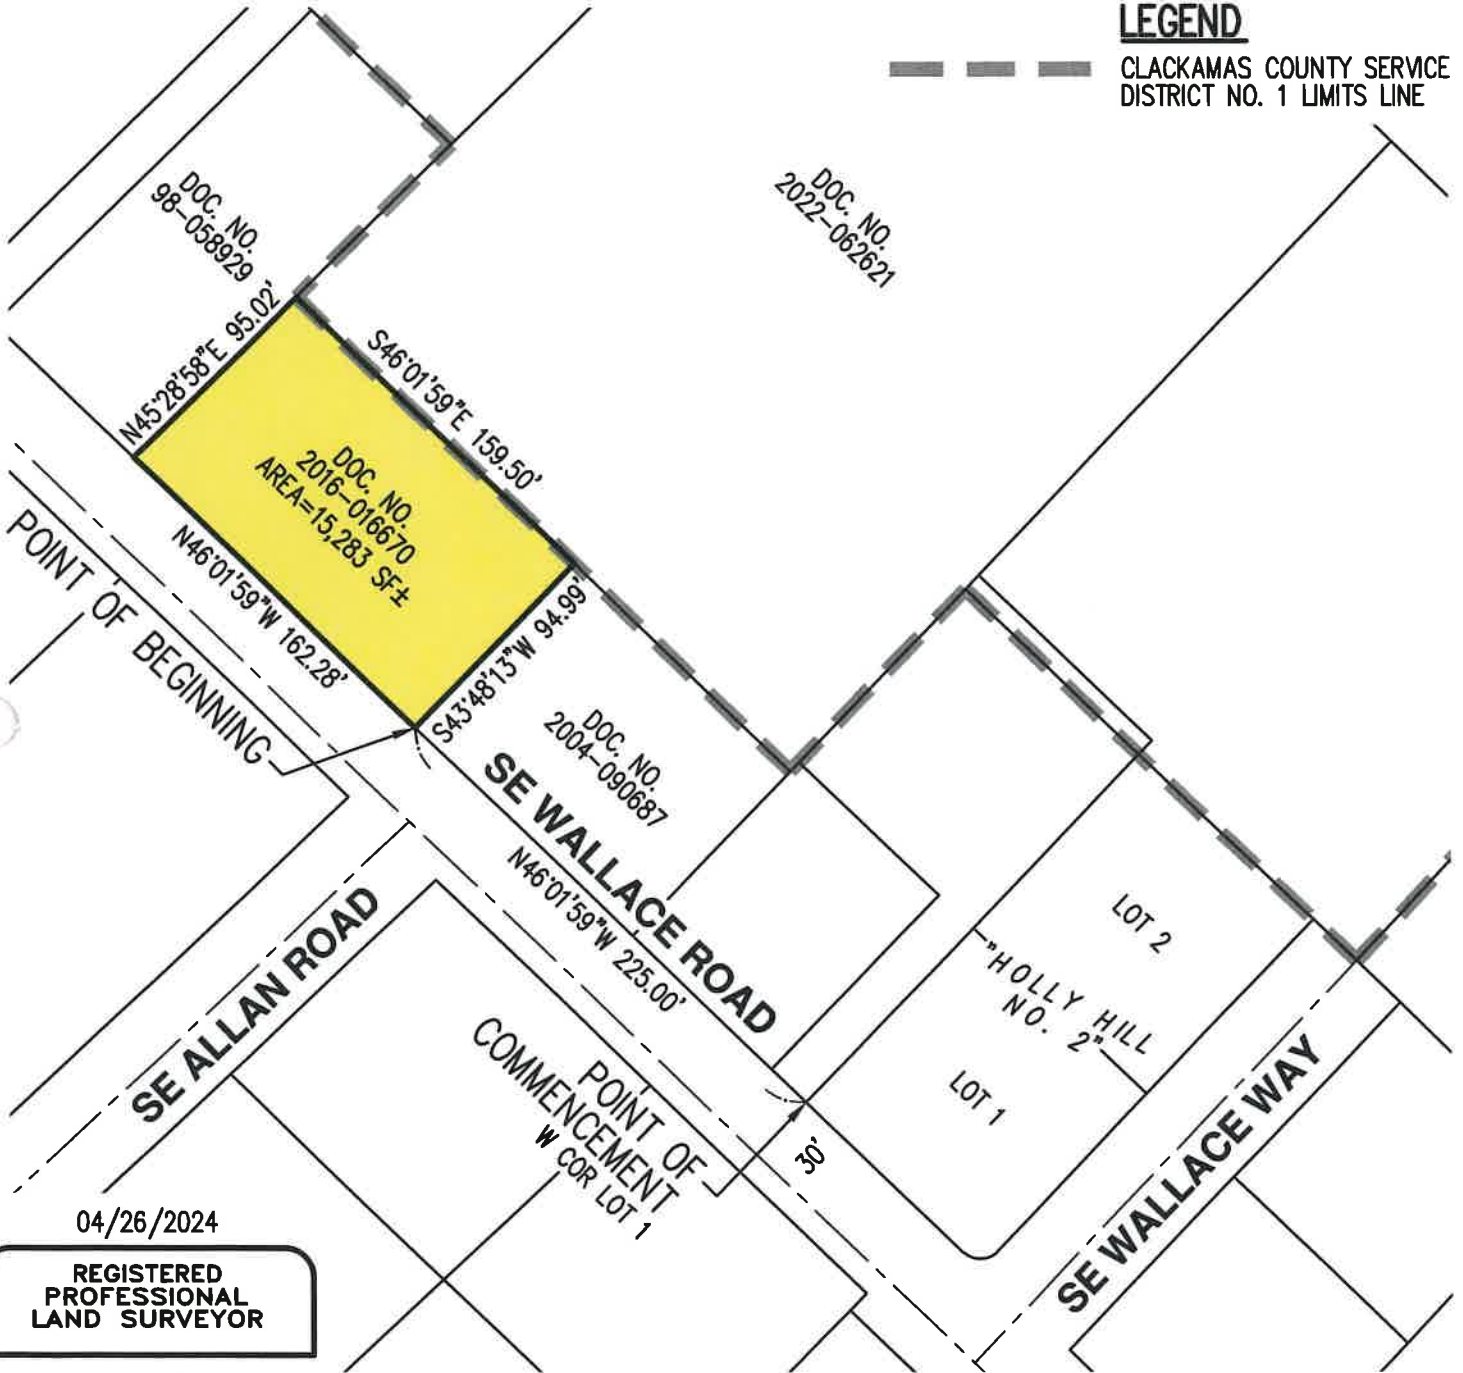 LEGEND
CLACKAMAS COUNTY SERVICE
DISTRICT NO. 1 LIMITS LINE
DOC. NO.
98-058929
DOC. NO.
2022-062621
N45°28'58"E 95.02'
S46°01'59"E 159.50'
DOC. NO.
2016-016670
AREA=15,283 SF±
N46°01'59"W 162.28'
S43°48'13"W 94.99'
POINT OF BEGINNING
DOC. NO.
2004-090687
SE WALLACE ROAD
N46°01'59"W 225.00'
SE ALLAN ROAD
LOT 2
"HOLLY HILL
NO. 2"
LOT 1
POINT OF
COMMENCEMENT
W COR LOT 1
30'
SE WALLACE WAY
04/26/2024
REGISTERED
PROFESSIONAL
LAND SURVEYOR